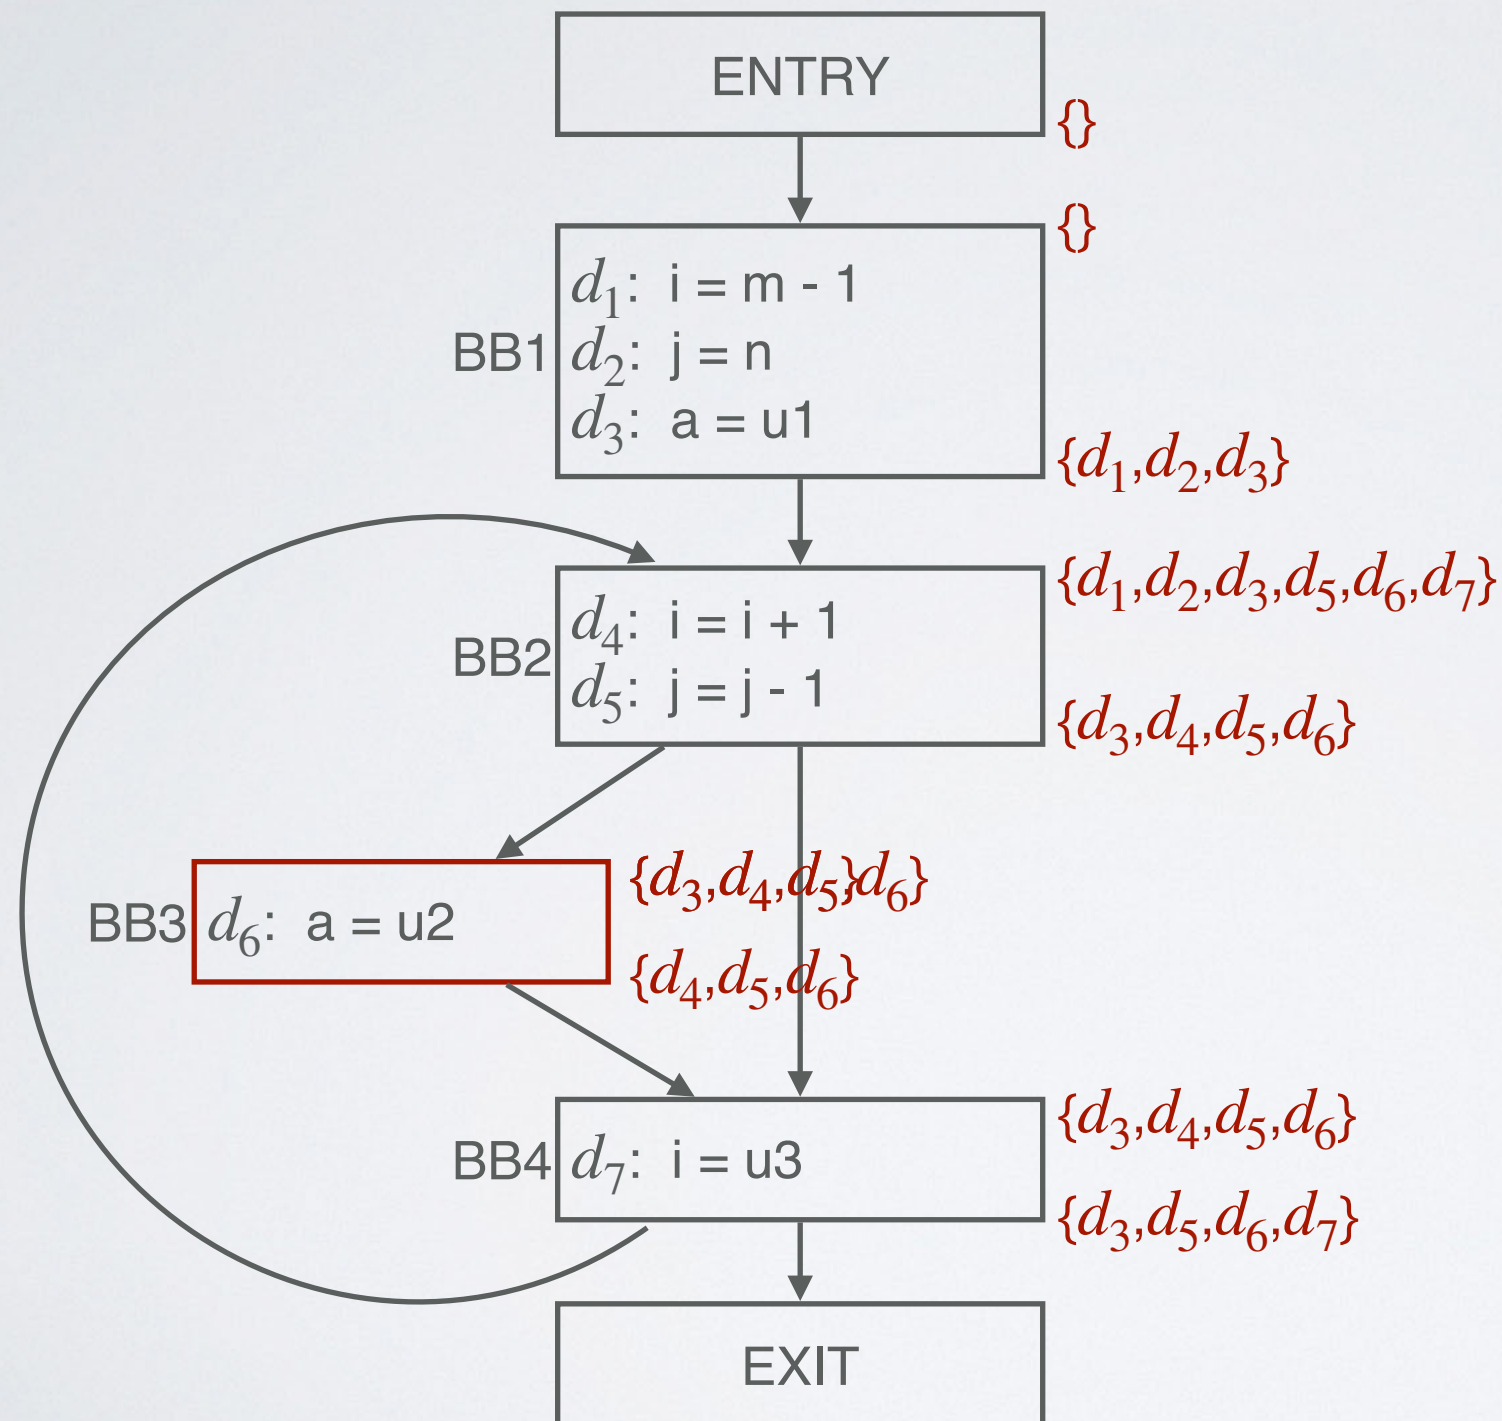 ENTRY
{}
{}
d₁: i = m - 1
BB1 d₂: j = n
d₃: a = u1
{d₁,d₂,d₃}
{d₁,d₂,d₃,d₅,d₆,d₇}
d₄: i = i + 1
BB2
d₅: j = j - 1
{d₃,d₄,d₅,d₆}
{d₃,d₄,d₅},d₆}
BB3 d₆: a = u2
{d₄,d₅,d₆}
{d₃,d₄,d₅,d₆}
BB4 d₇: i = u3
{d₃,d₅,d₆,d₇}
EXIT